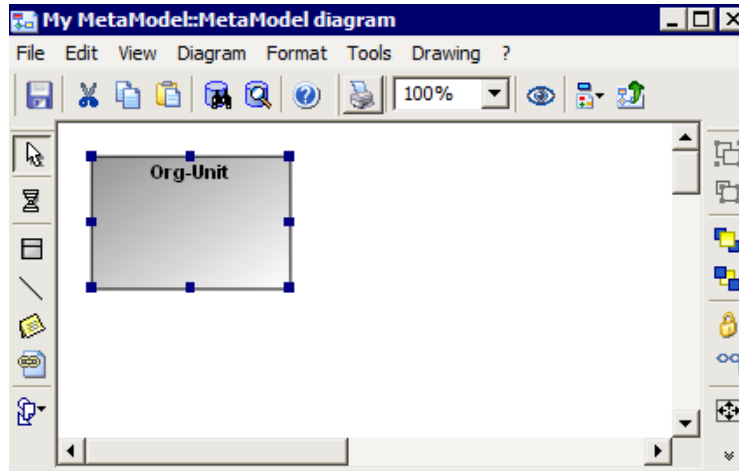 My MetaModel::MetaModel diagram
File Edit View Diagram Format Tools Drawing ?
100%
Org-Unit